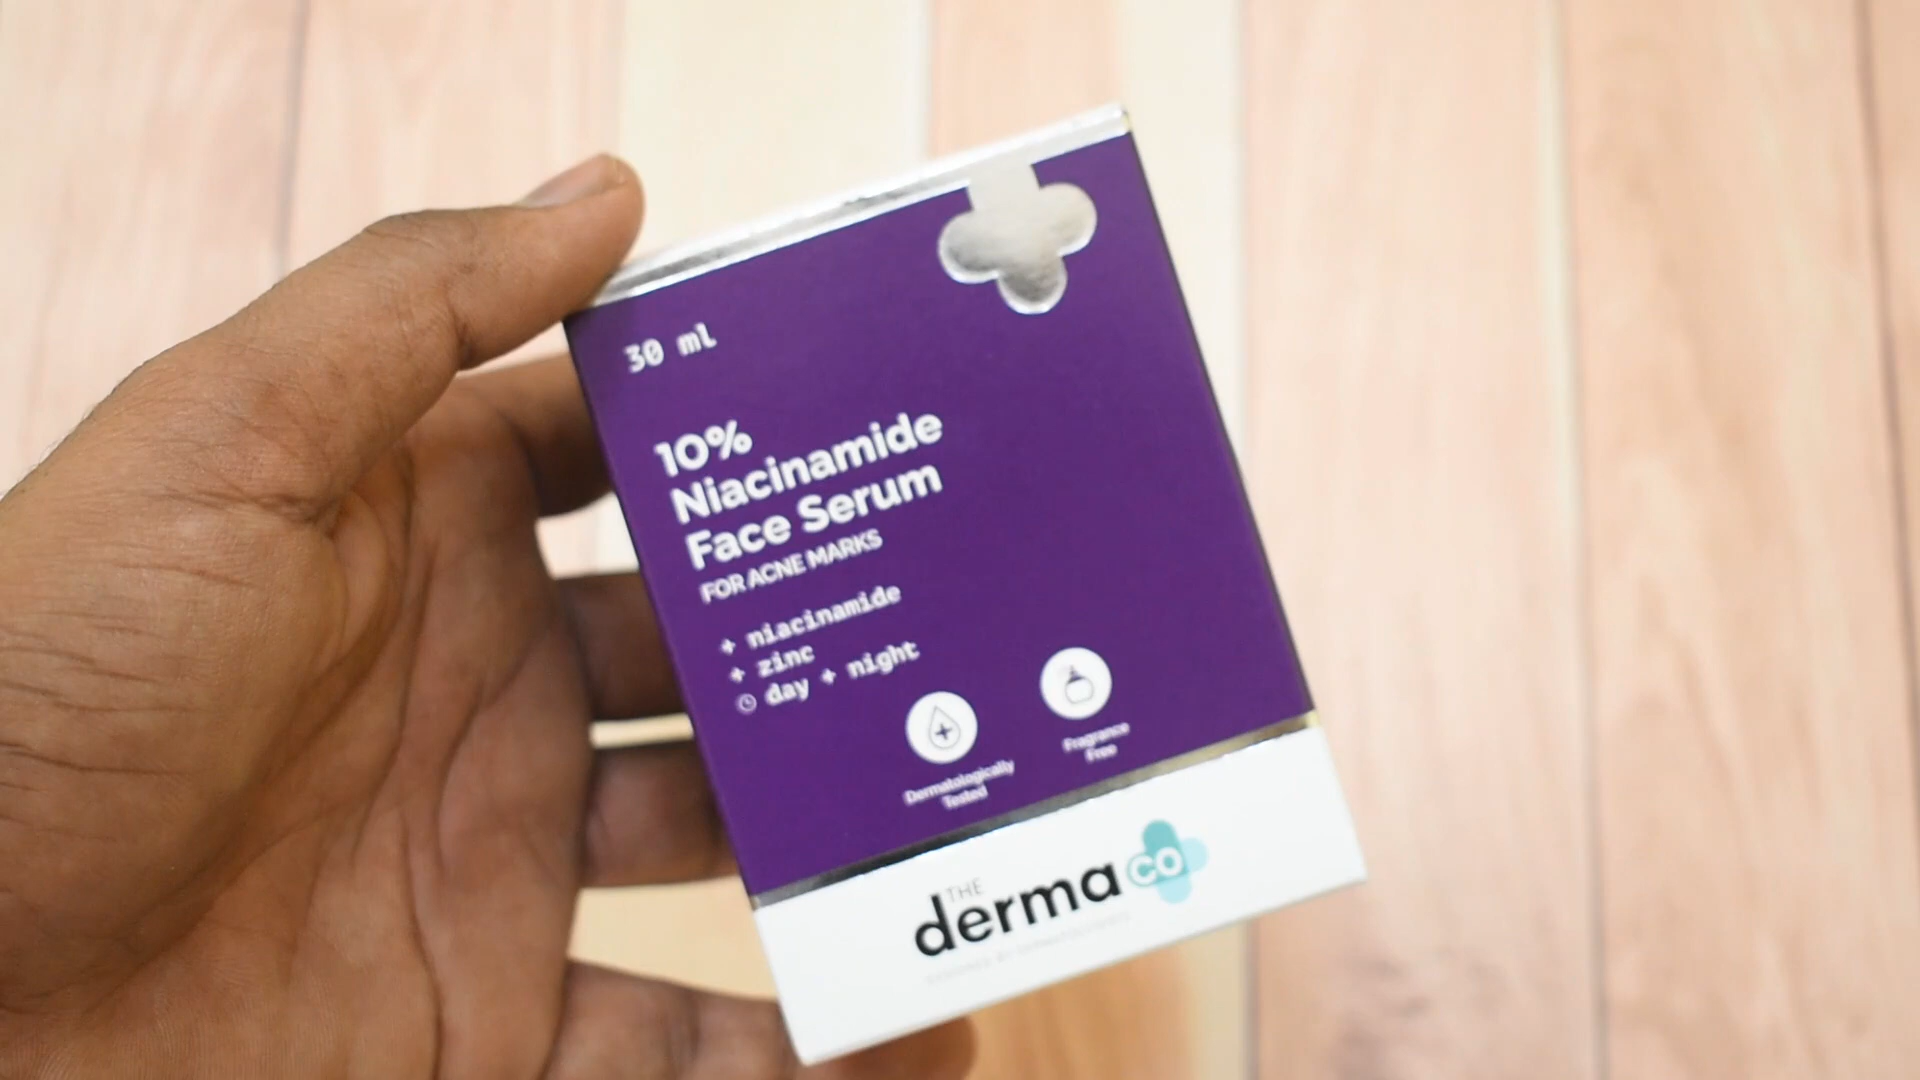 30 ml
10%
Niacinamide
Face Serum
FOR ACNE MARKS
+ niacinamide
+ zinc
day + night
Dermatologically
Tested
Fragrance
Free
THE
derma co